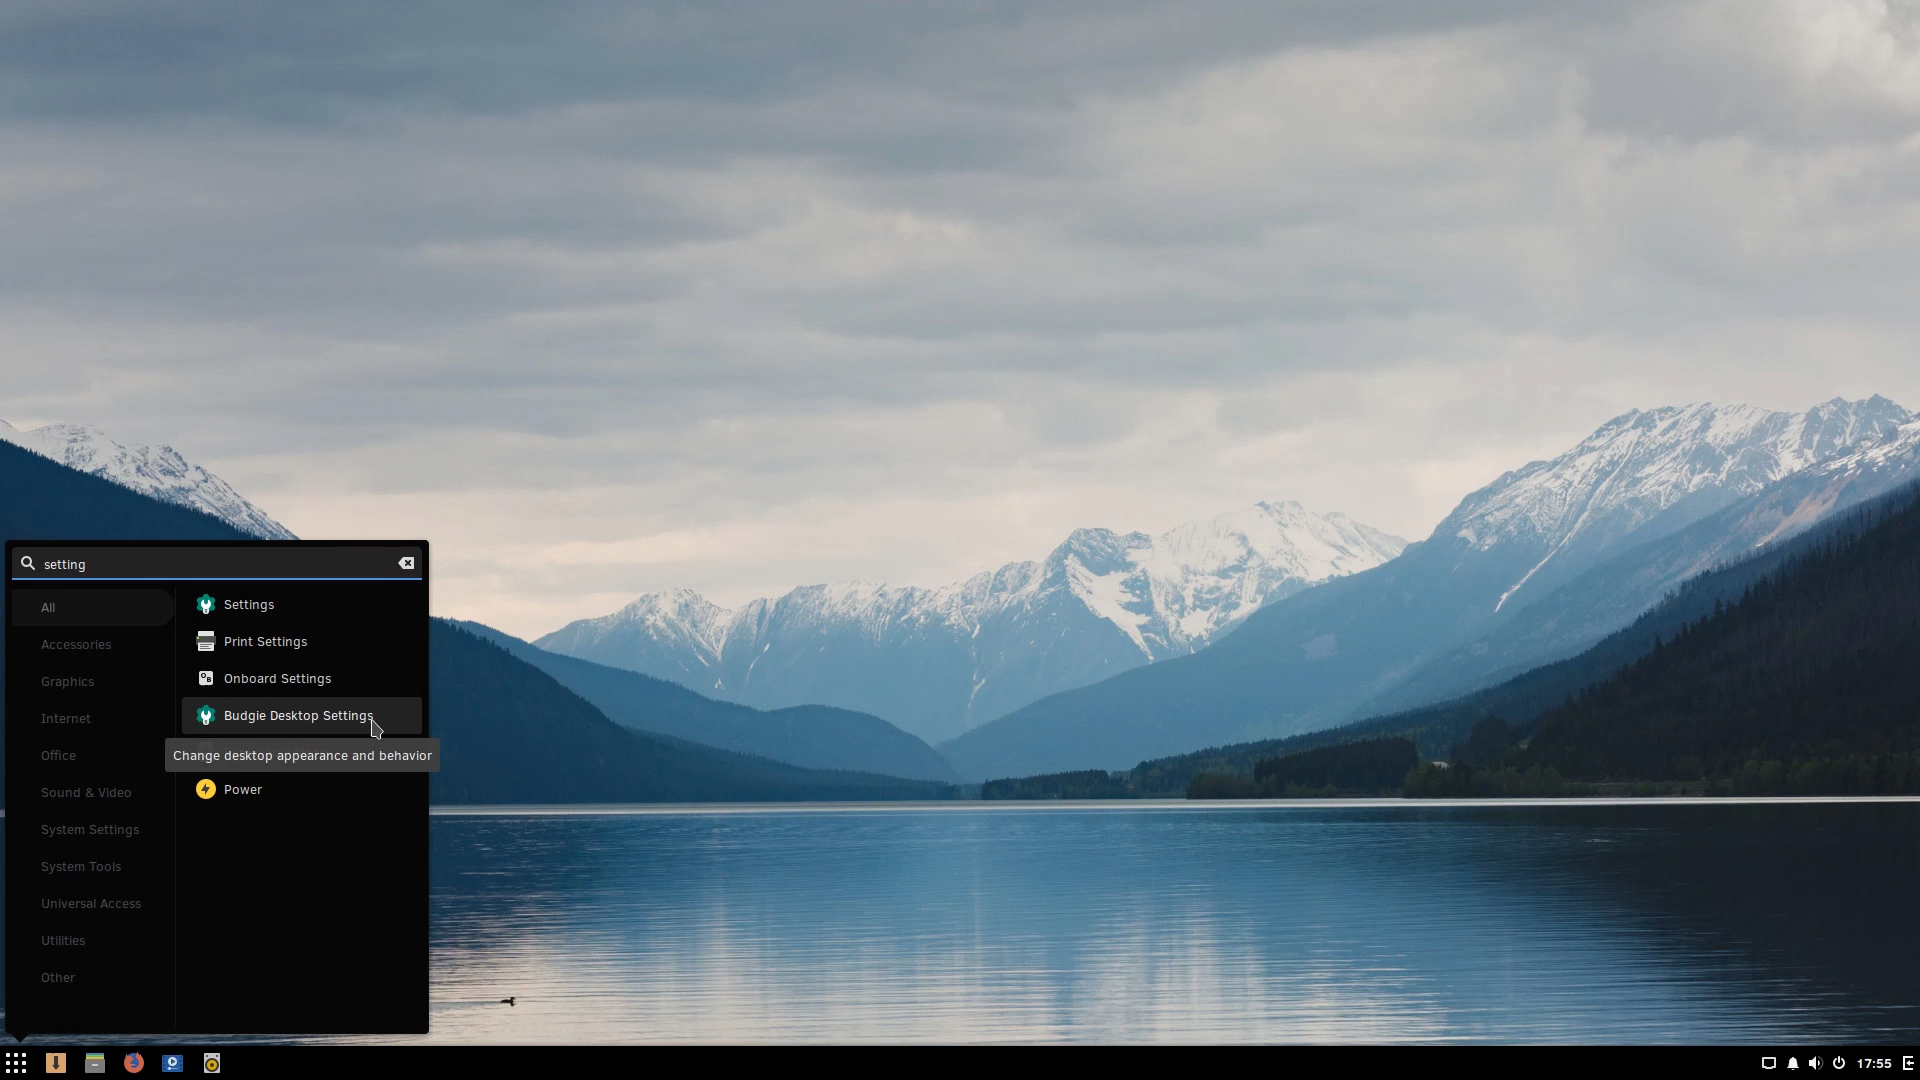 setting
All
Accessories
Graphics
Internet
Office
Sound & Video
System Settings
System Tools
Universal Access
Utilities
Other
Settings
Print Settings
Onboard Settings
Budgie Desktop Settings
Change desktop appearance and behavior
Power
17:55